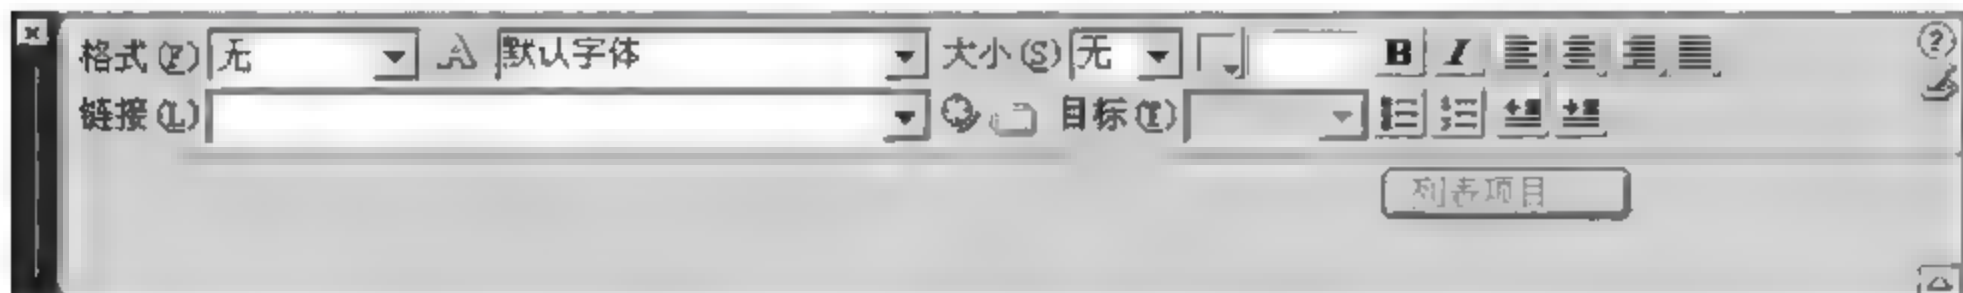 格式(F) 无 A 默认字体 大小(S) 无 B I
链接(L) 目标(T)
列表项目